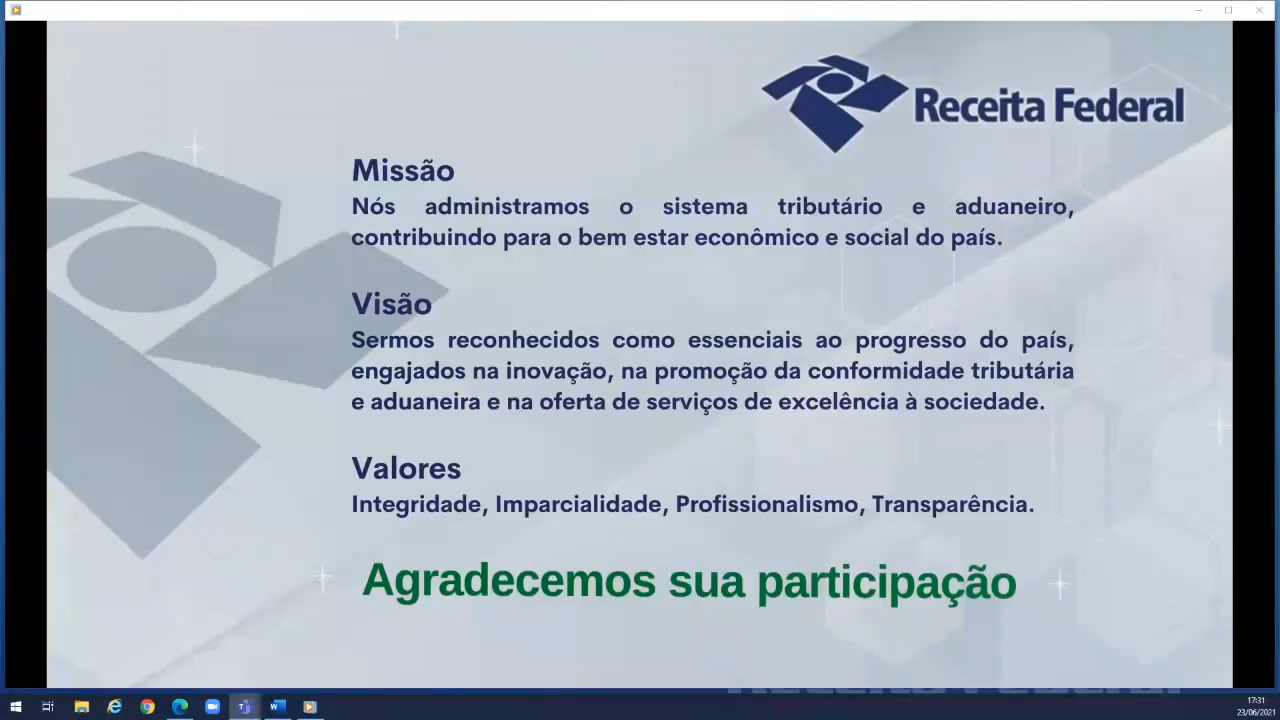 Receita Federal
Missão
Nós administramos o sistema tributário e aduaneiro,
contribuindo para o bem estar econômico e social do país.
Visão
Sermos reconhecidos como essenciais ao progresso do país,
engajados na inovação, na promoção da conformidade tributária
e aduaneira e na oferta de serviços de excelência à sociedade.
Valores
Integridade, Imparcialidade, Profissionalismo, Transparência.
Agradecemos sua participação
Receita Federal
17:31
23/06/2021